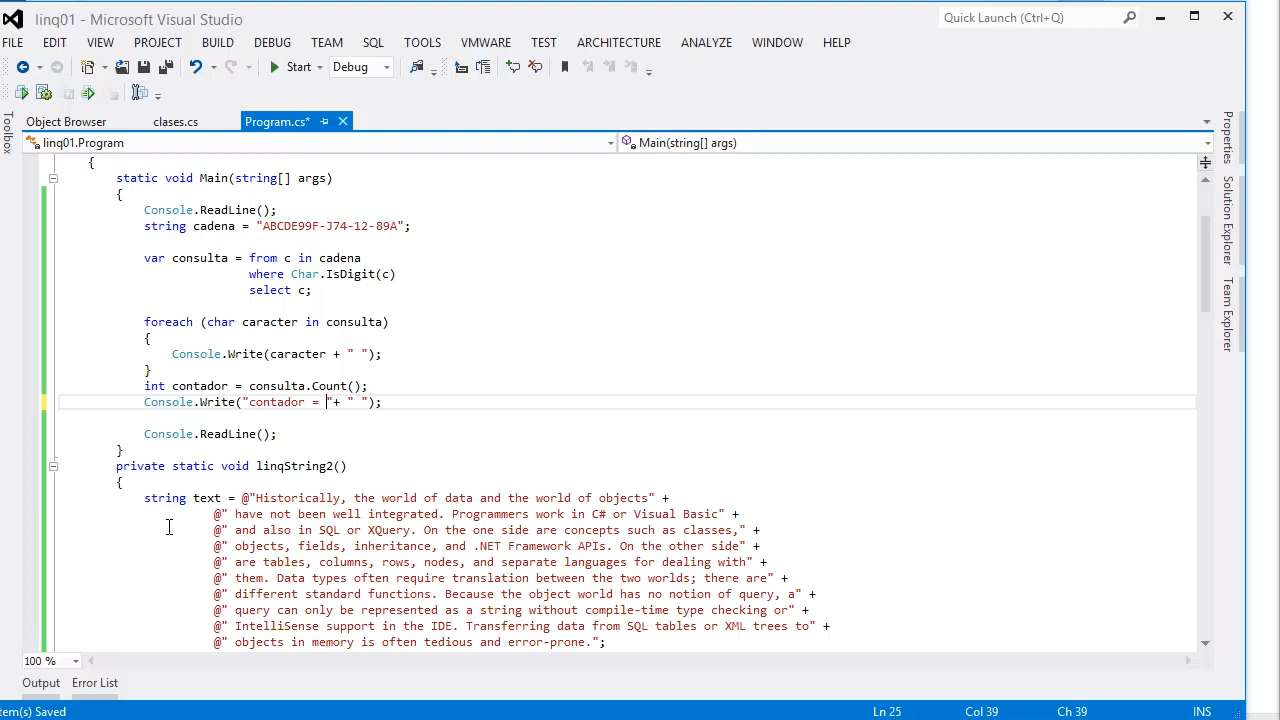 linq01 - Microsoft Visual Studio
Quick Launch (Ctrl+Q)
FILE EDIT VIEW PROJECT BUILD DEBUG TEAM SQL TOOLS VMWARE TEST ARCHITECTURE ANALYZE WINDOW HELP
Start Debug
Object Browser clases.cs Program.cs*
linq01.Program Main(string[] args)
{
static void Main(string[] args)
{
Console.ReadLine();
string cadena = "ABCDE99F-J74-12-89A";
var consulta = from c in cadena
where Char.IsDigit(c)
select c;
foreach (char caracter in consulta)
{
Console.Write(caracter + " ");
}
int contador = consulta.Count();
Console.Write("contador = "+ " ");
Console.ReadLine();
}
private static void linqString2()
{
string text = @"Historically, the world of data and the world of objects" +
@" have not been well integrated. Programmers work in C# or Visual Basic" +
@" and also in SQL or XQuery. On the one side are concepts such as classes," +
@" objects, fields, inheritance, and .NET Framework APIs. On the other side" +
@" are tables, columns, rows, nodes, and separate languages for dealing with" +
@" them. Data types often require translation between the two worlds; there are" +
@" different standard functions. Because the object world has no notion of query, a" +
@" query can only be represented as a string without compile-time type checking or" +
@" IntelliSense support in the IDE. Transferring data from SQL tables or XML trees to" +
@" objects in memory is often tedious and error-prone.";
100 %
Output Error List
tem(s) Saved Ln 25 Col 39 Ch 39 INS
Toolbox
Properties
Solution Explorer
Team Explorer